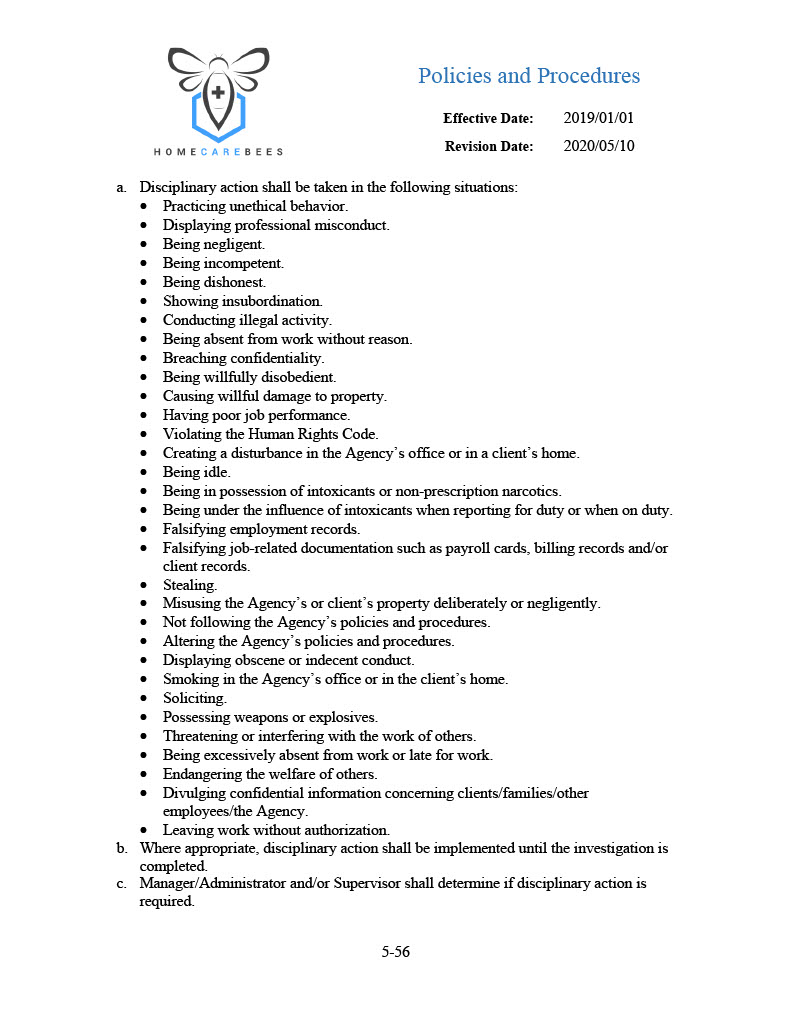 Policies and Procedures
Effective Date: 2019/01/01
Revision Date: 2020/05/10
HOMECAREBEES
a. Disciplinary action shall be taken in the following situations:
• Practicing unethical behavior.
• Displaying professional misconduct.
• Being negligent.
• Being incompetent.
• Being dishonest.
• Showing insubordination.
• Conducting illegal activity.
• Being absent from work without reason.
• Breaching confidentiality.
• Being willfully disobedient.
• Causing willful damage to property.
• Having poor job performance.
• Violating the Human Rights Code.
• Creating a disturbance in the Agency’s office or in a client’s home.
• Being idle.
• Being in possession of intoxicants or non-prescription narcotics.
• Being under the influence of intoxicants when reporting for duty or when on duty.
• Falsifying employment records.
• Falsifying job-related documentation such as payroll cards, billing records and/or
client records.
• Stealing.
• Misusing the Agency’s or client’s property deliberately or negligently.
• Not following the Agency’s policies and procedures.
• Altering the Agency’s policies and procedures.
• Displaying obscene or indecent conduct.
• Smoking in the Agency’s office or in the client’s home.
• Soliciting.
• Possessing weapons or explosives.
• Threatening or interfering with the work of others.
• Being excessively absent from work or late for work.
• Endangering the welfare of others.
• Divulging confidential information concerning clients/families/other
employees/the Agency.
• Leaving work without authorization.
b. Where appropriate, disciplinary action shall be implemented until the investigation is
completed.
c. Manager/Administrator and/or Supervisor shall determine if disciplinary action is
required.
5-56